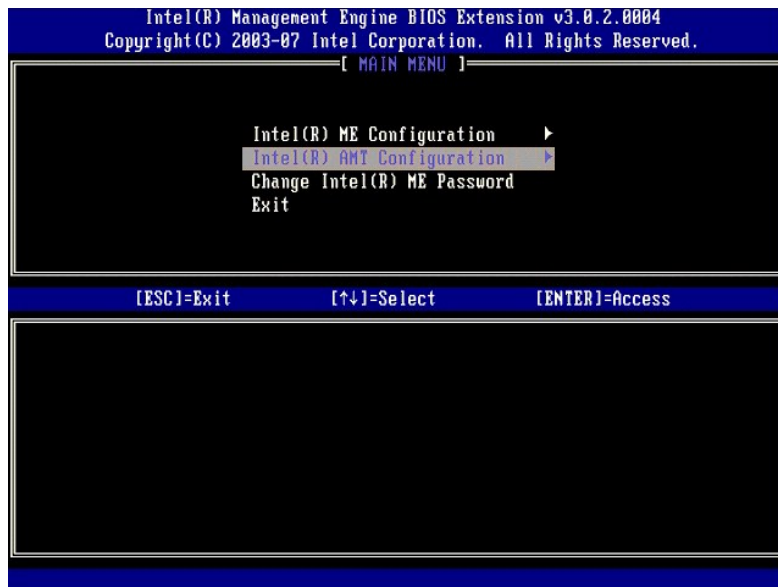 Intel(R) Management Engine BIOS Extension v3.0.2.0004
Copyright(C) 2003-07 Intel Corporation. All Rights Reserved.
[ MAIN MENU ]
Intel(R) ME Configuration ►
Intel(R) AMT Configuration ►
Change Intel(R) ME Password
Exit
[ESC]=Exit [↑↓]=Select [ENTER]=Access